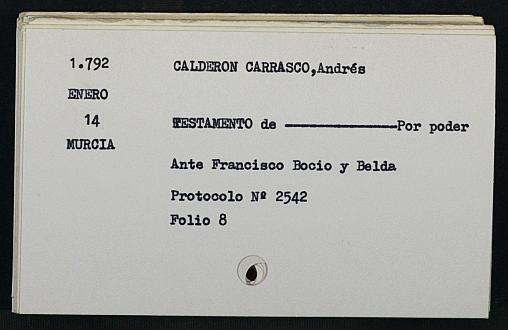 1.792
CALDERON CARRASCO,Andrés
ENERO
14
TESTAMENTO de ----------------Por poder
MURCIA
Ante Francisco Bocio y Belda
Protocolo Nº 2542
Folio 8